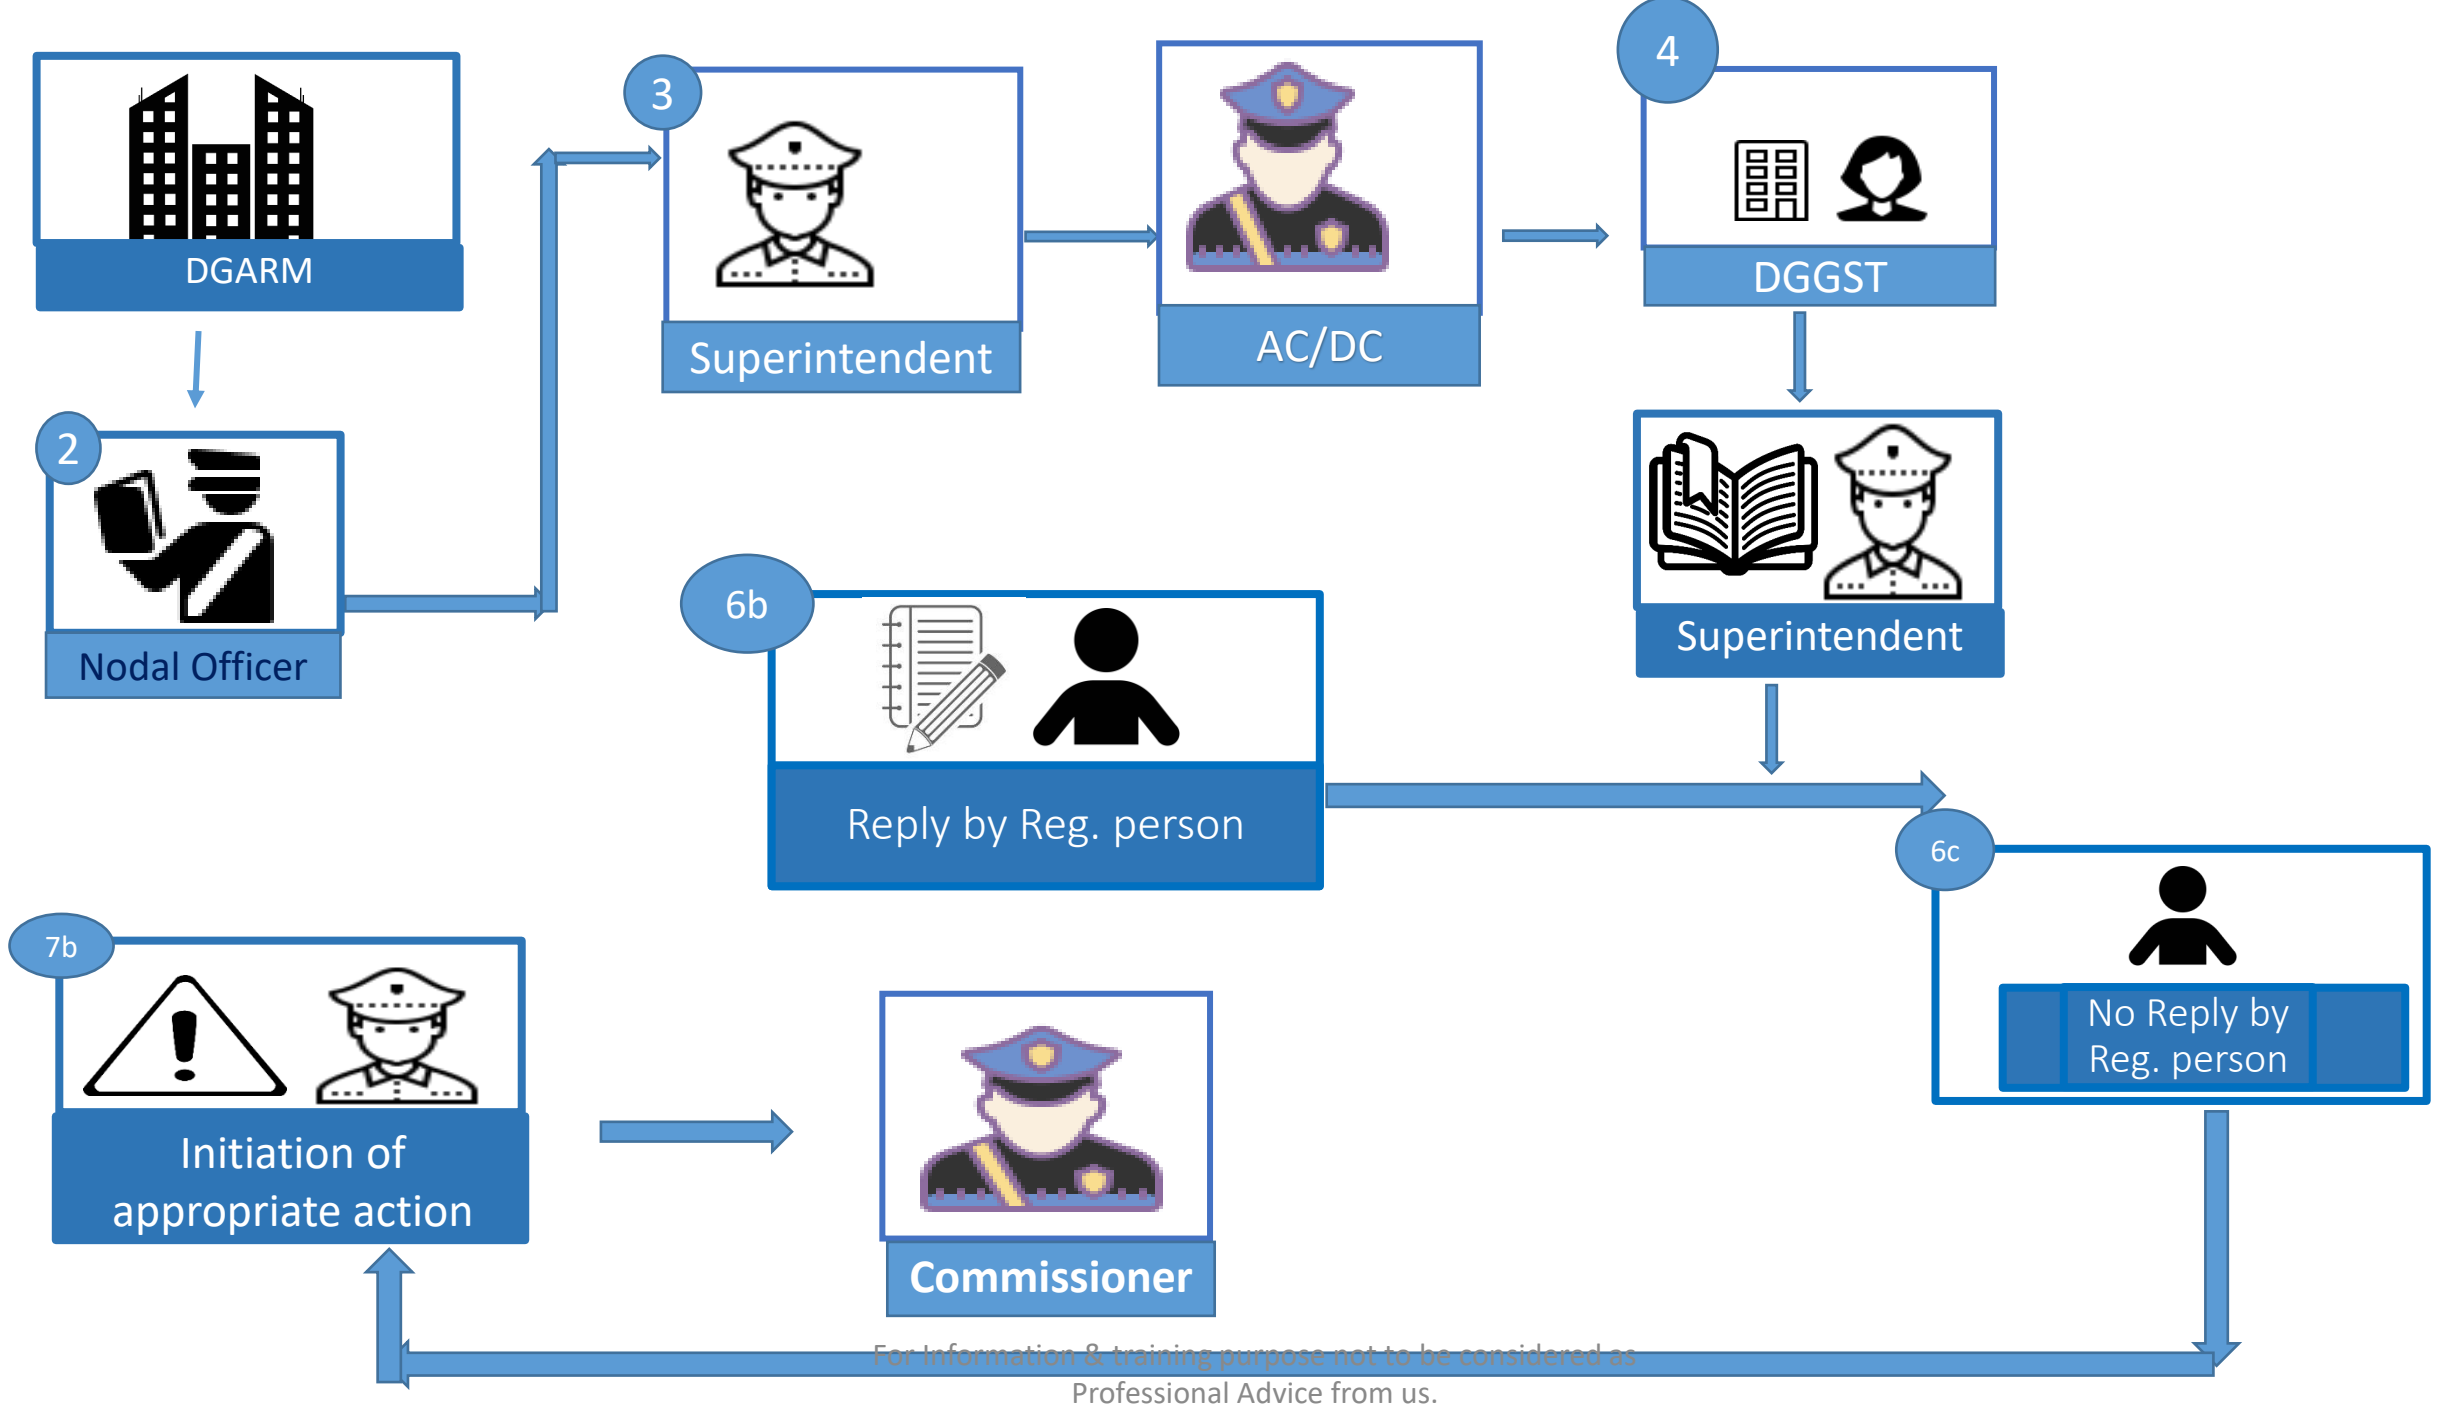 DGARM
2
Nodal Officer
3
Superintendent
AC/DC
4
DGGST
Superintendent
6b
Reply by Reg. person
6c
No Reply by
Reg. person
7b
Initiation of
appropriate action
Commissioner
For Information & training purpose not to be considered as
Professional Advice from us.